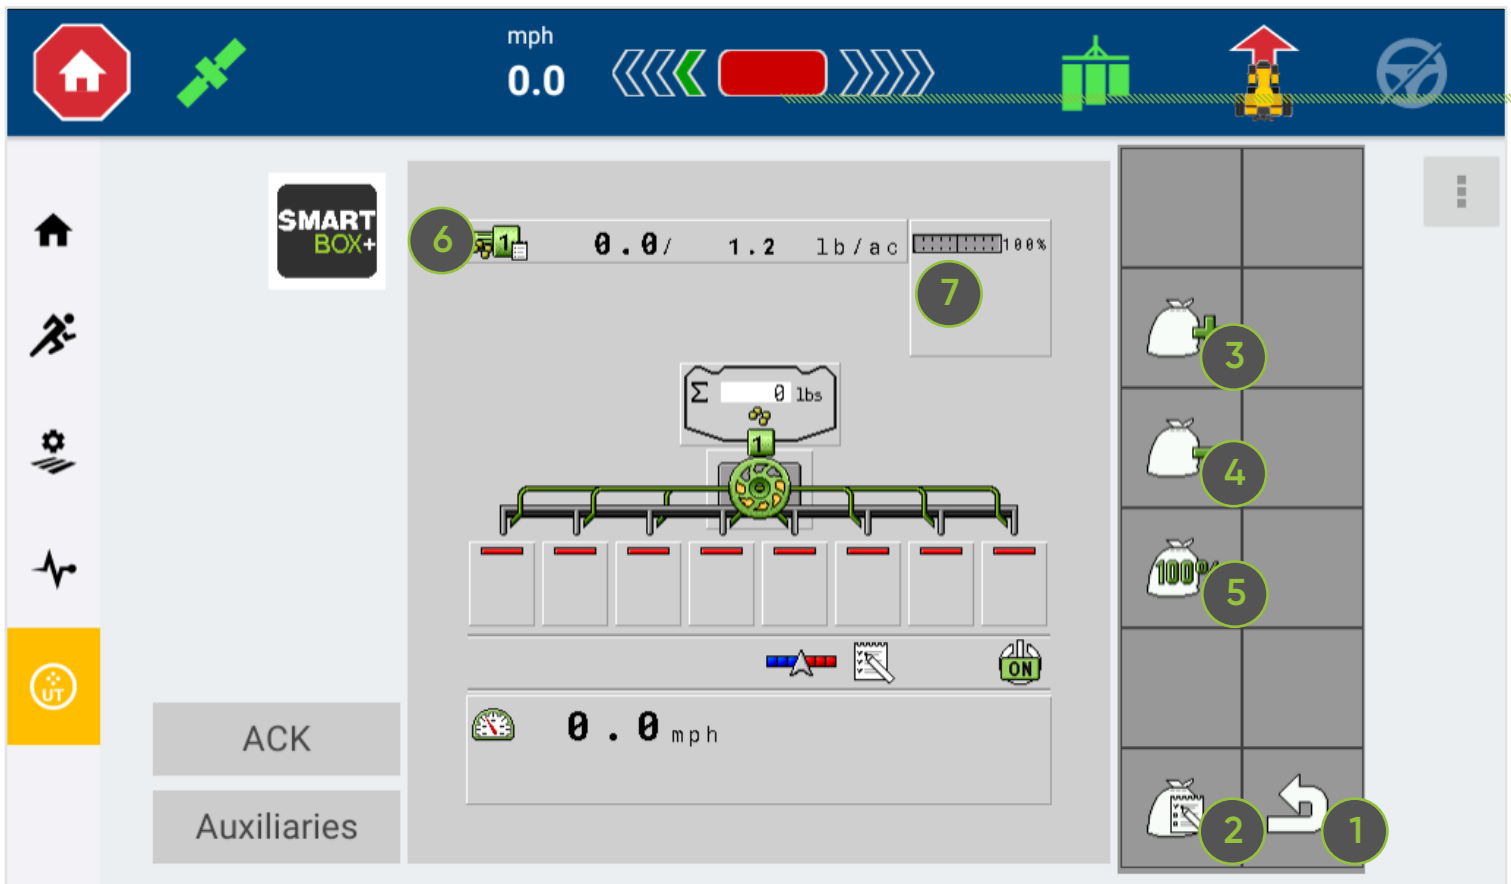 mph
0.0
SMART
BOX+
6
1
0.0/ 1.2 lb/ac
100%
7
3
Σ 0 lbs
1
4
100%
5
ON
UT
0.0 mph
ACK
Auxiliaries
2
1